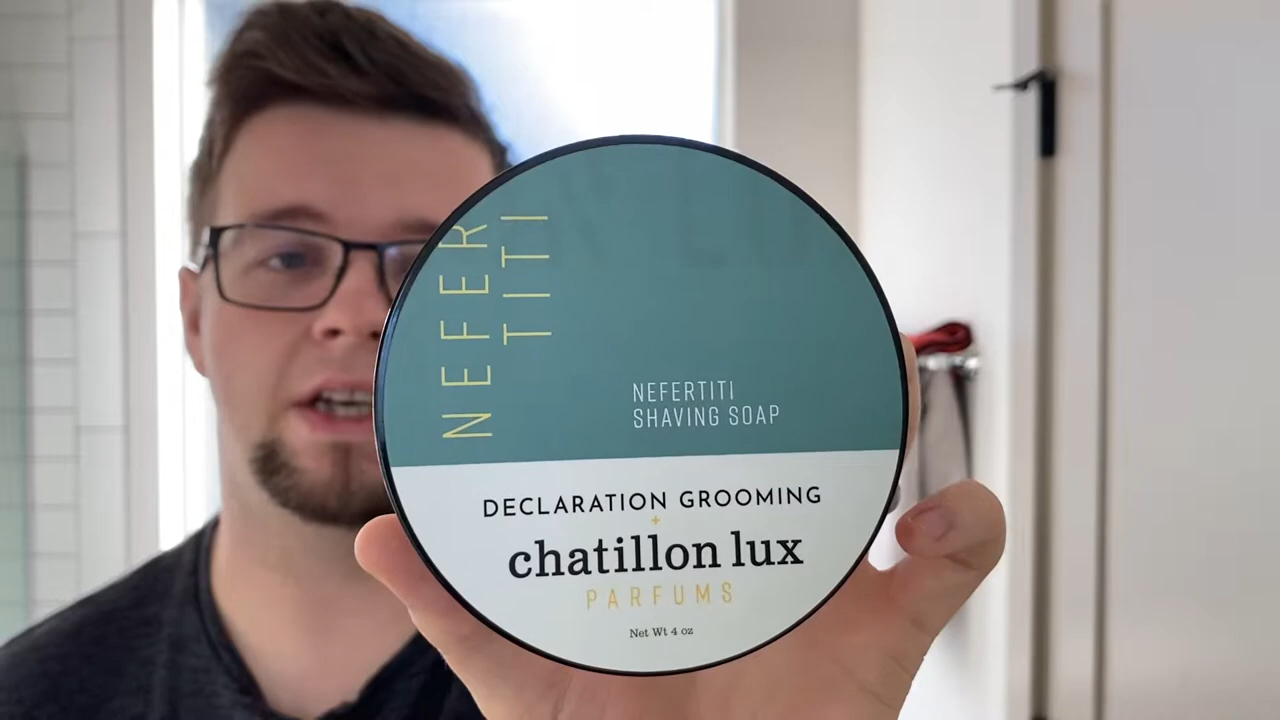 NEFER
TITI
NEFERTITI
SHAVING SOAP
DECLARATION GROOMING
+
chatillon lux
PARFUMS
Net Wt 4 oz